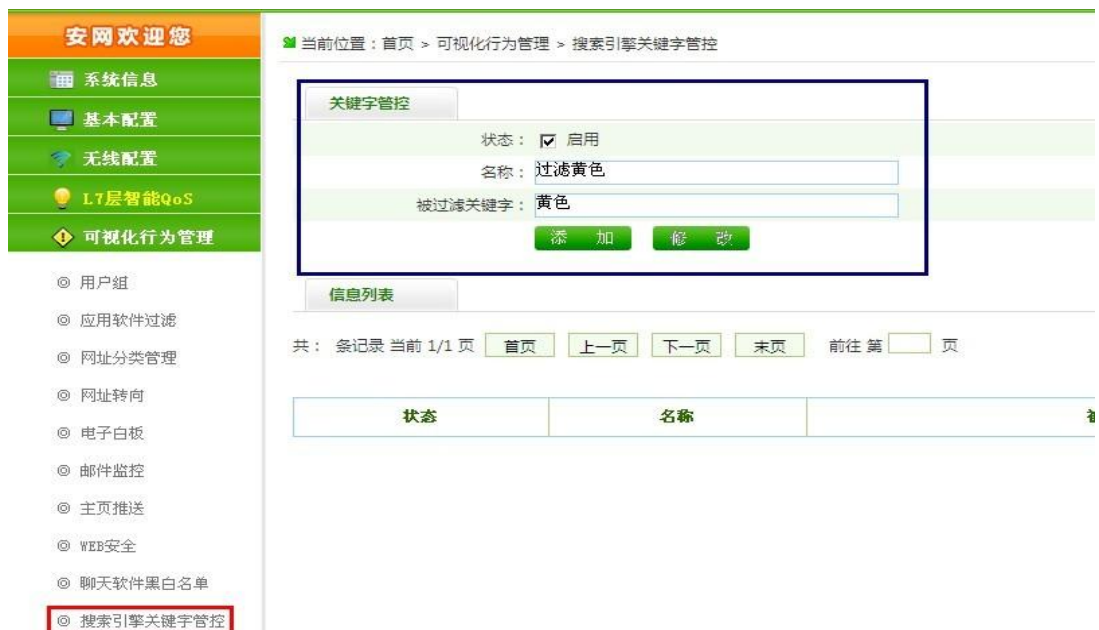 安网欢迎您
系统信息
基本配置
无线配置
L7层智能QoS
可视化行为管理
用户组
应用软件过滤
网址分类管理
网址转向
电子白板
邮件监控
主页推送
WEB安全
聊天软件黑白名单
搜索引擎关键字管控
当前位置：首页 > 可视化行为管理 > 搜索引擎关键字管控
关键字管控
状态： 启用
名称： 过滤黄色
被过滤关键字： 黄色
添 加 修 改
信息列表
共： 条记录 当前 1/1 页 首页 上一页 下一页 末页 前往 第 页
状态 名称